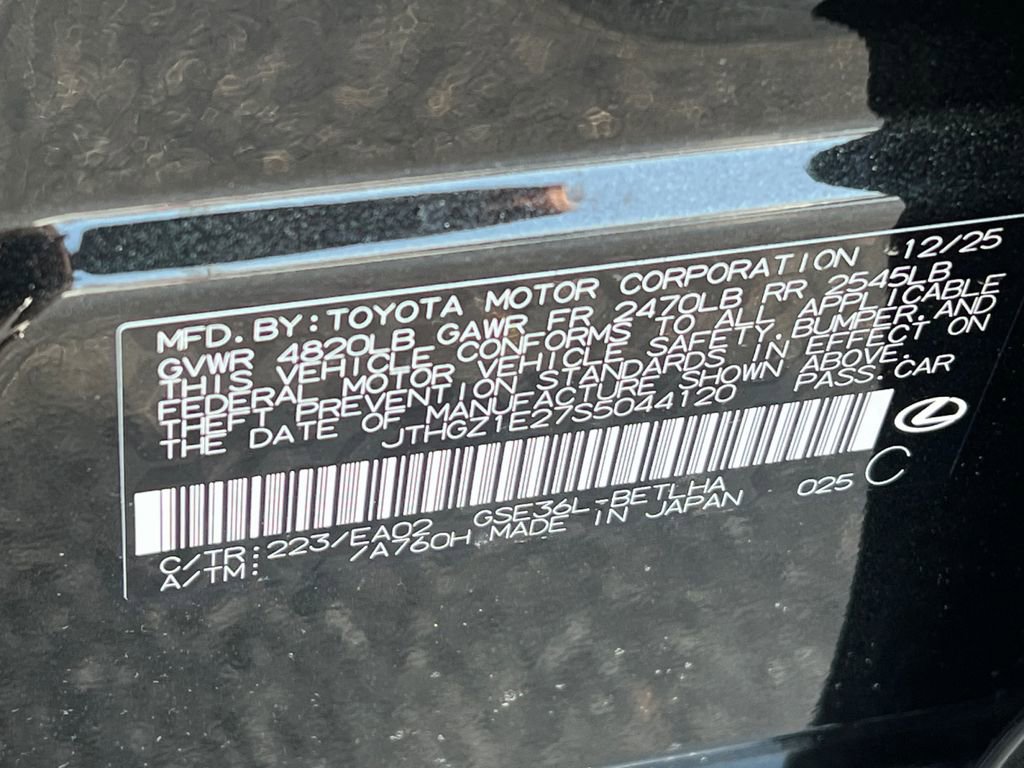 MFD. BY: TOYOTA MOTOR CORPORATION 12/25
GVWR 4820LB GAWR FR 2470LB RR 2545LB
THIS VEHICLE CONFORMS TO ALL APPLICABLE
FEDERAL MOTOR VEHICLE SAFETY, BUMPER, AND
THEFT PREVENTION STANDARDS IN EFFECT ON
THE DATE OF MANUFACTURE SHOWN ABOVE.
JTHGZ1E27S5044120 PASS. CAR
C/TR: 223/EA02 GSE36L-BETLHA 025 C
A/TM: /A760H MADE IN JAPAN